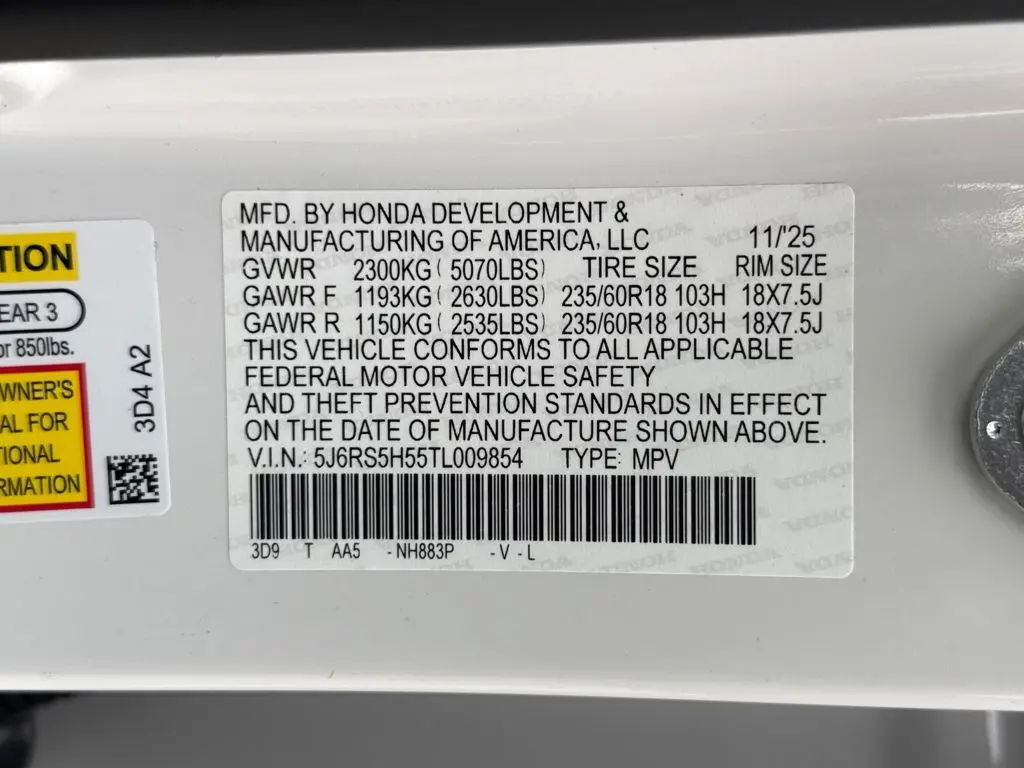 TION
EAR 3
or 850lbs.
WNER'S
AL FOR
IONAL
RMATION
3D4 A2
MFD. BY HONDA DEVELOPMENT &
MANUFACTURING OF AMERICA, LLC 11/'25
GVWR 2300KG ( 5070LBS) TIRE SIZE RIM SIZE
GAWR F 1193KG ( 2630LBS) 235/60R18 103H 18X7.5J
GAWR R 1150KG ( 2535LBS) 235/60R18 103H 18X7.5J
THIS VEHICLE CONFORMS TO ALL APPLICABLE
FEDERAL MOTOR VEHICLE SAFETY
AND THEFT PREVENTION STANDARDS IN EFFECT
ON THE DATE OF MANUFACTURE SHOWN ABOVE.
V.I.N.: 5J6RS5H55TL009854 TYPE: MPV
3D9 T AA5 -NH883P -V-L